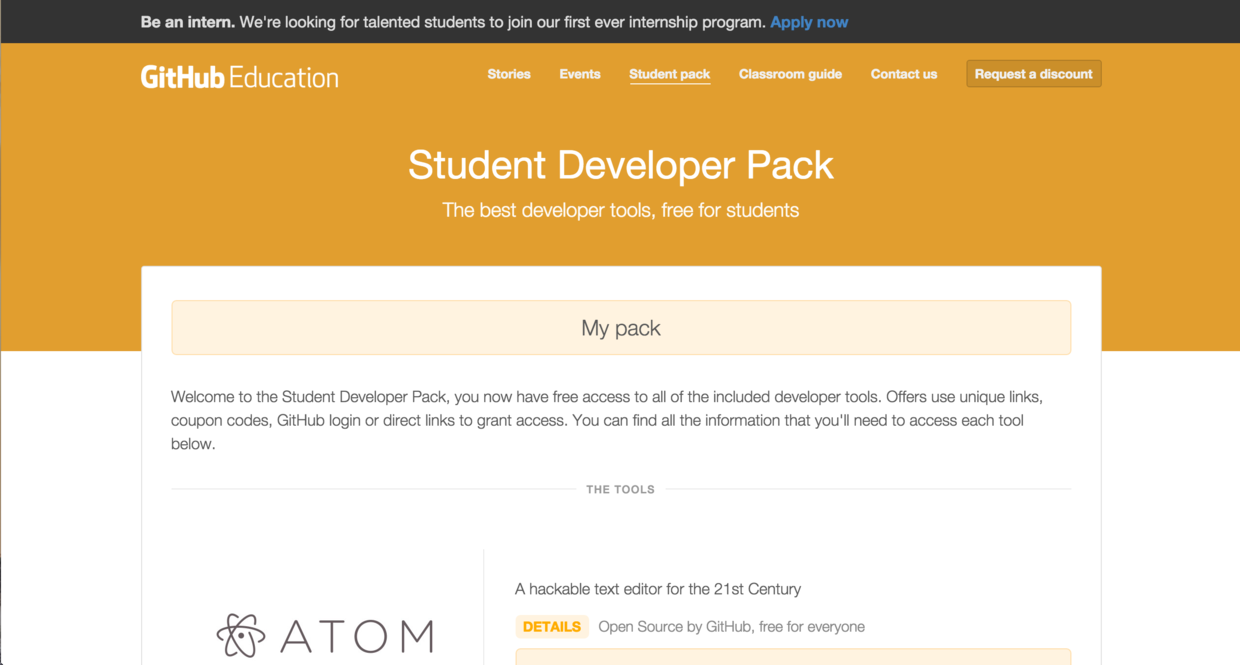 Be an intern. We're looking for talented students to join our first ever internship program. Apply now
GitHub Education
Stories Events Student pack Classroom guide Contact us Request a discount
Student Developer Pack
The best developer tools, free for students
My pack
Welcome to the Student Developer Pack, you now have free access to all of the included developer tools. Offers use unique links,
coupon codes, GitHub login or direct links to grant access. You can find all the information that you'll need to access each tool
below.
THE TOOLS
A hackable text editor for the 21st Century
DETAILS Open Source by GitHub, free for everyone
ATOM